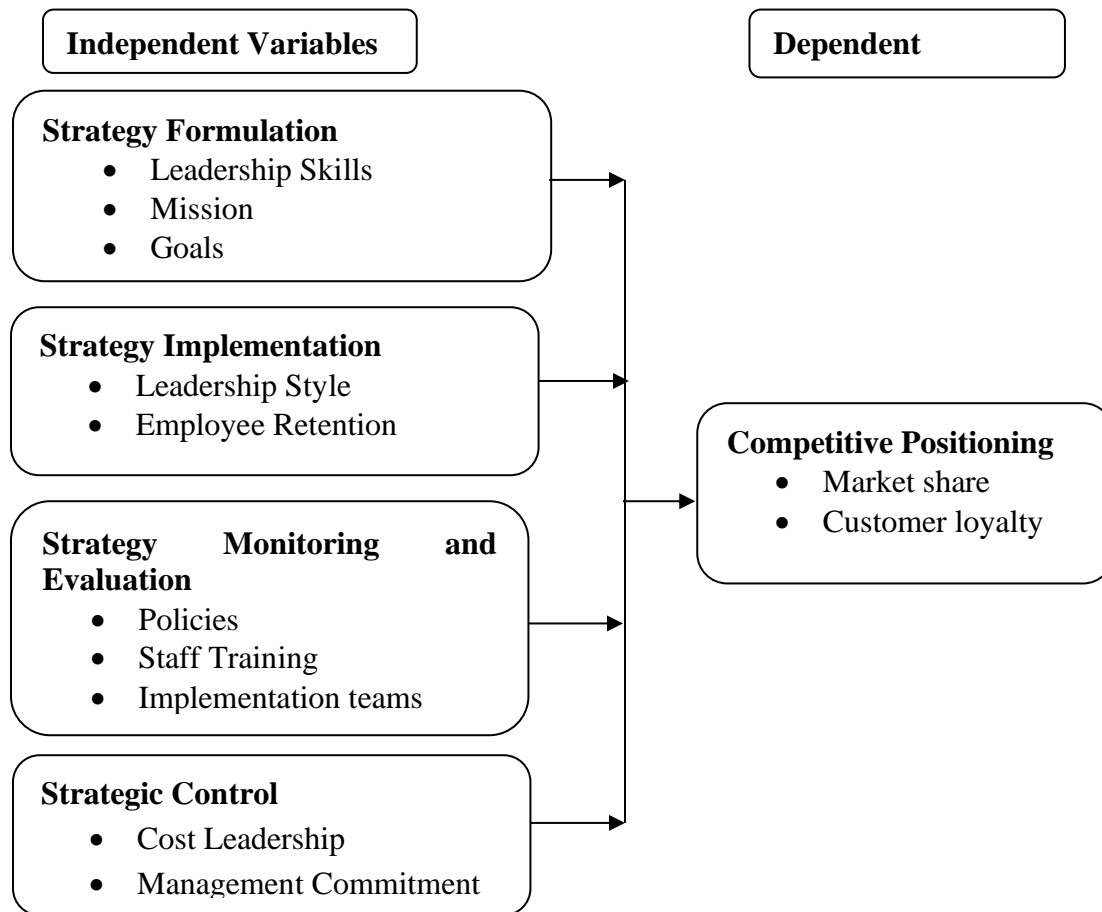 Independent Variables
Dependent
Strategy Formulation
• Leadership Skills
• Mission
• Goals
Strategy Implementation
• Leadership Style
• Employee Retention
Strategy Monitoring and
Evaluation
• Policies
• Staff Training
• Implementation teams
Strategic Control
• Cost Leadership
• Management Commitment
Competitive Positioning
• Market share
• Customer loyalty